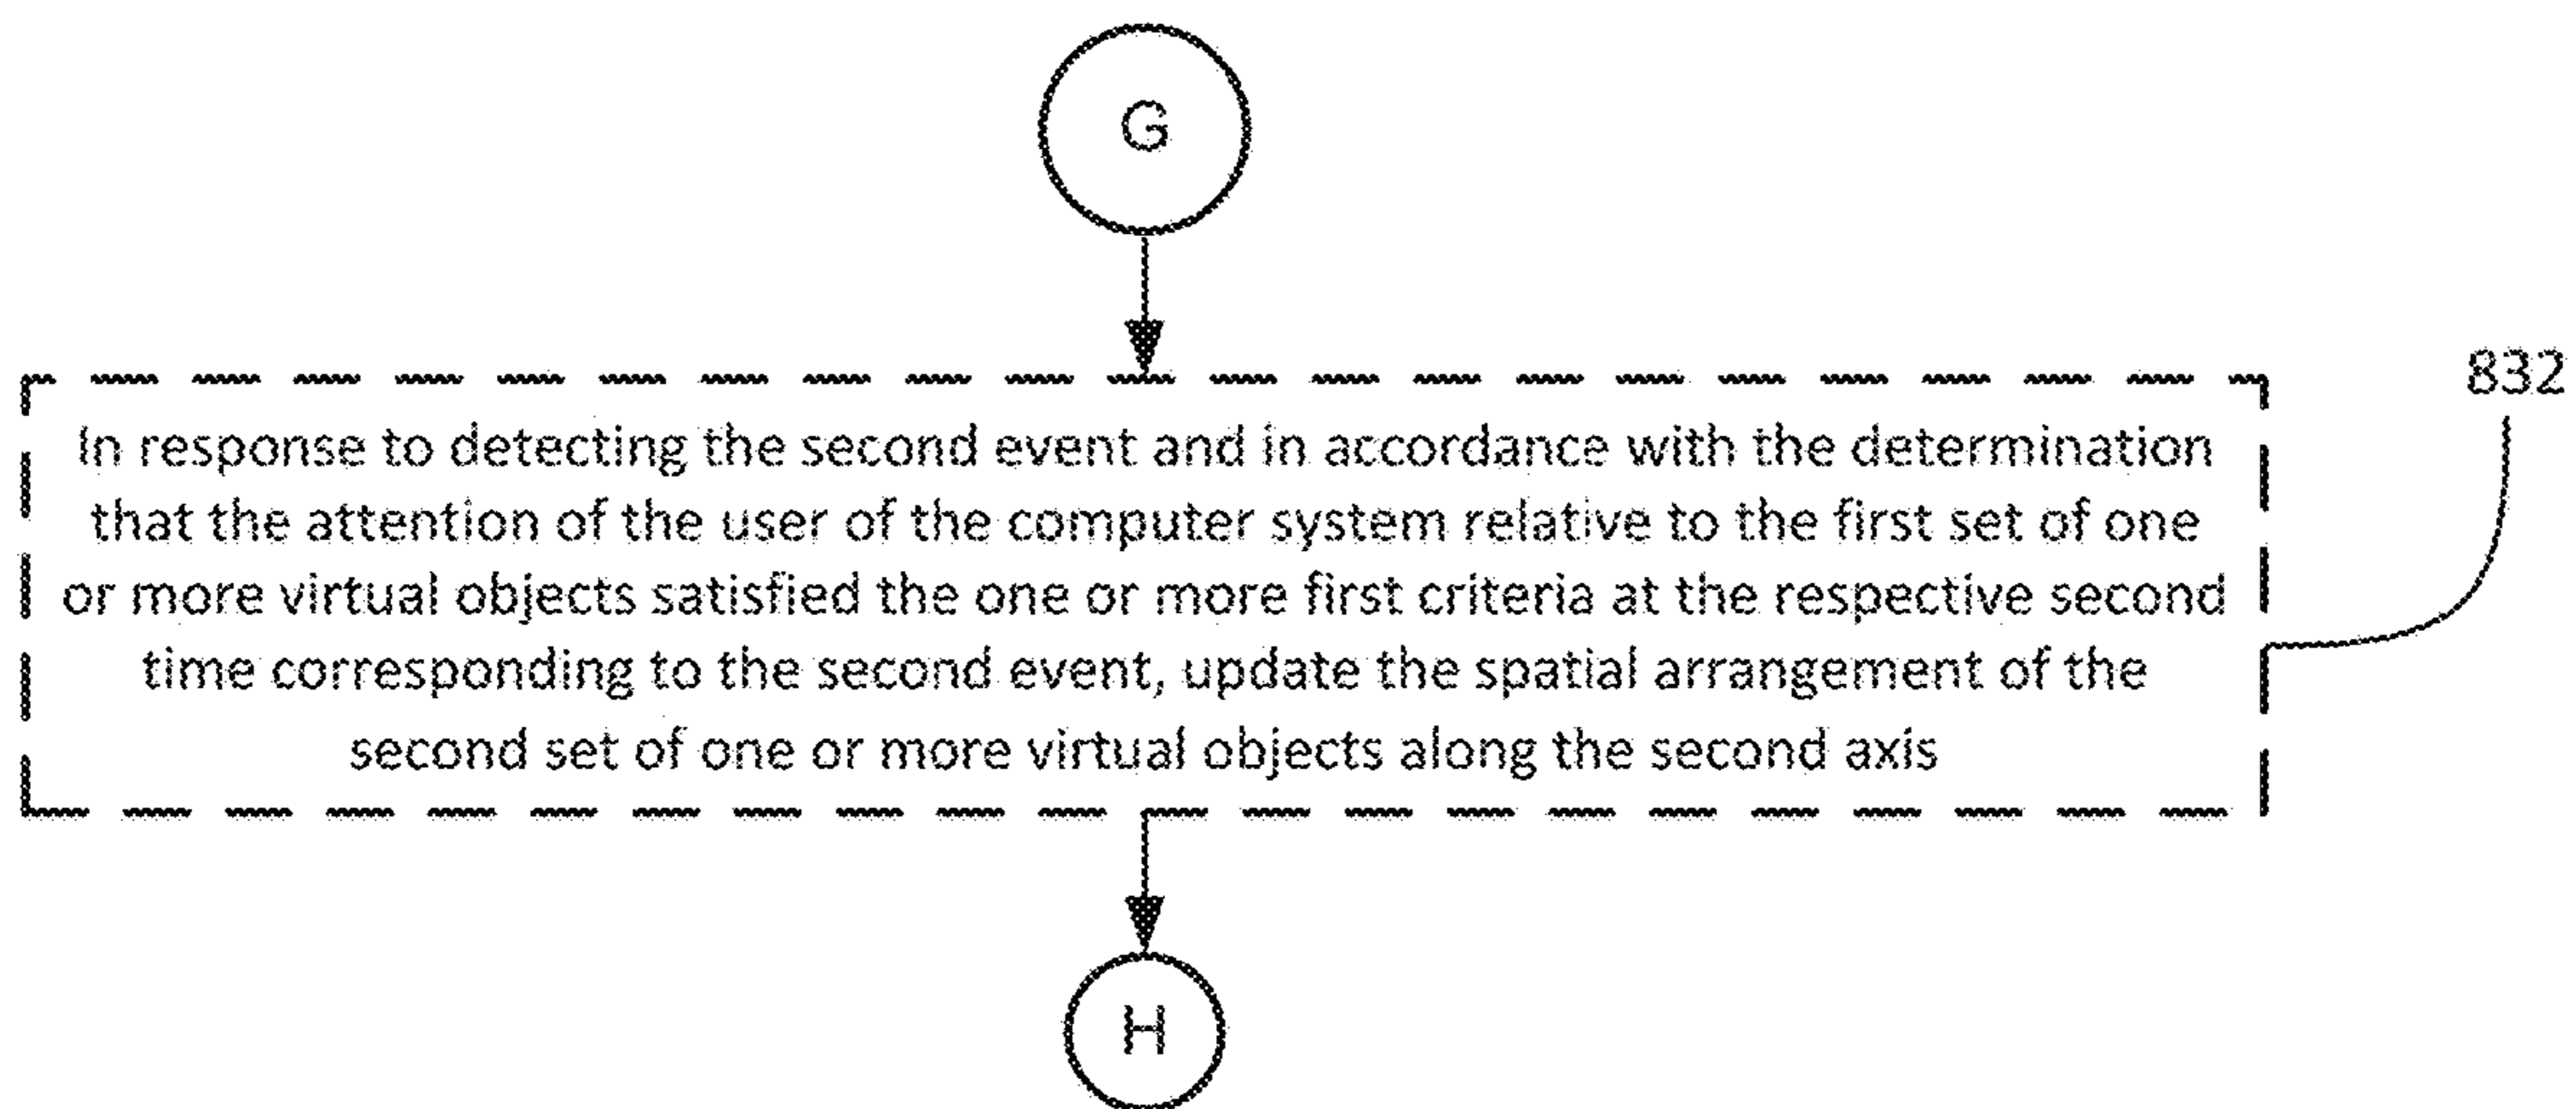 G
832
In response to detecting the second event and in accordance with the determination
that the attention of the user of the computer system relative to the first set of one
or more virtual objects satisfied the one or more first criteria at the respective second
time corresponding to the second event, update the spatial arrangement of the
second set of one or more virtual objects along the second axis
H